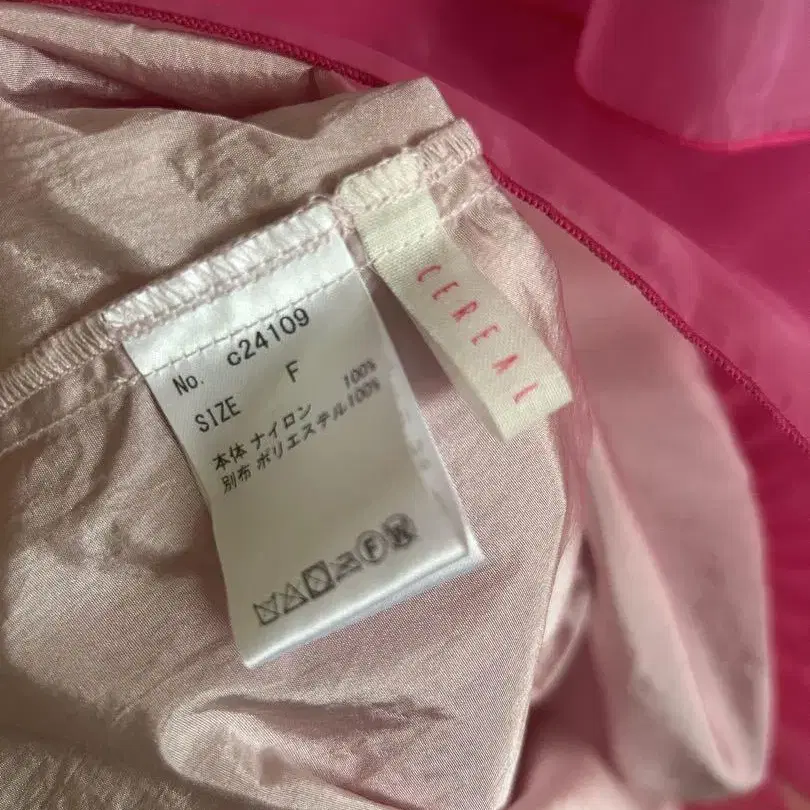 No. c24109
SIZE F
本体 ナイロン 100%
別布 ポリエステル100%
CEREAL